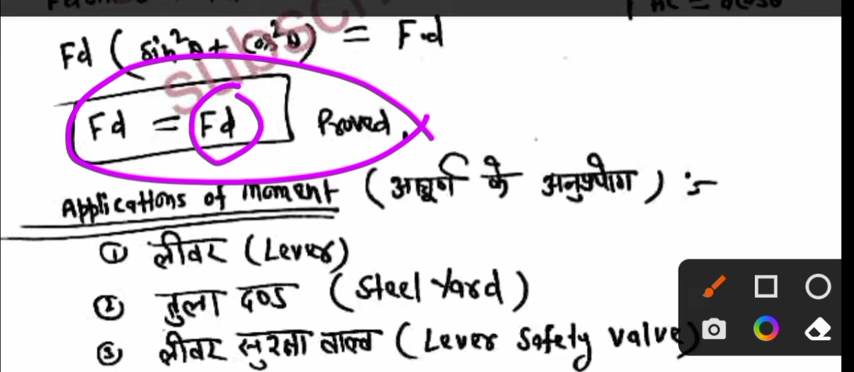 Fd (sin²θ + cos²θ) = F.d
Fd = Fd Proved.
Applications of moment (आघूर्ण के अनुप्रयोग) :-
① लीवर (Lever)
② तुला दण्ड (Steel Yard)
③ लीवर सुरक्षा वाल्व (Lever Safety Valve)